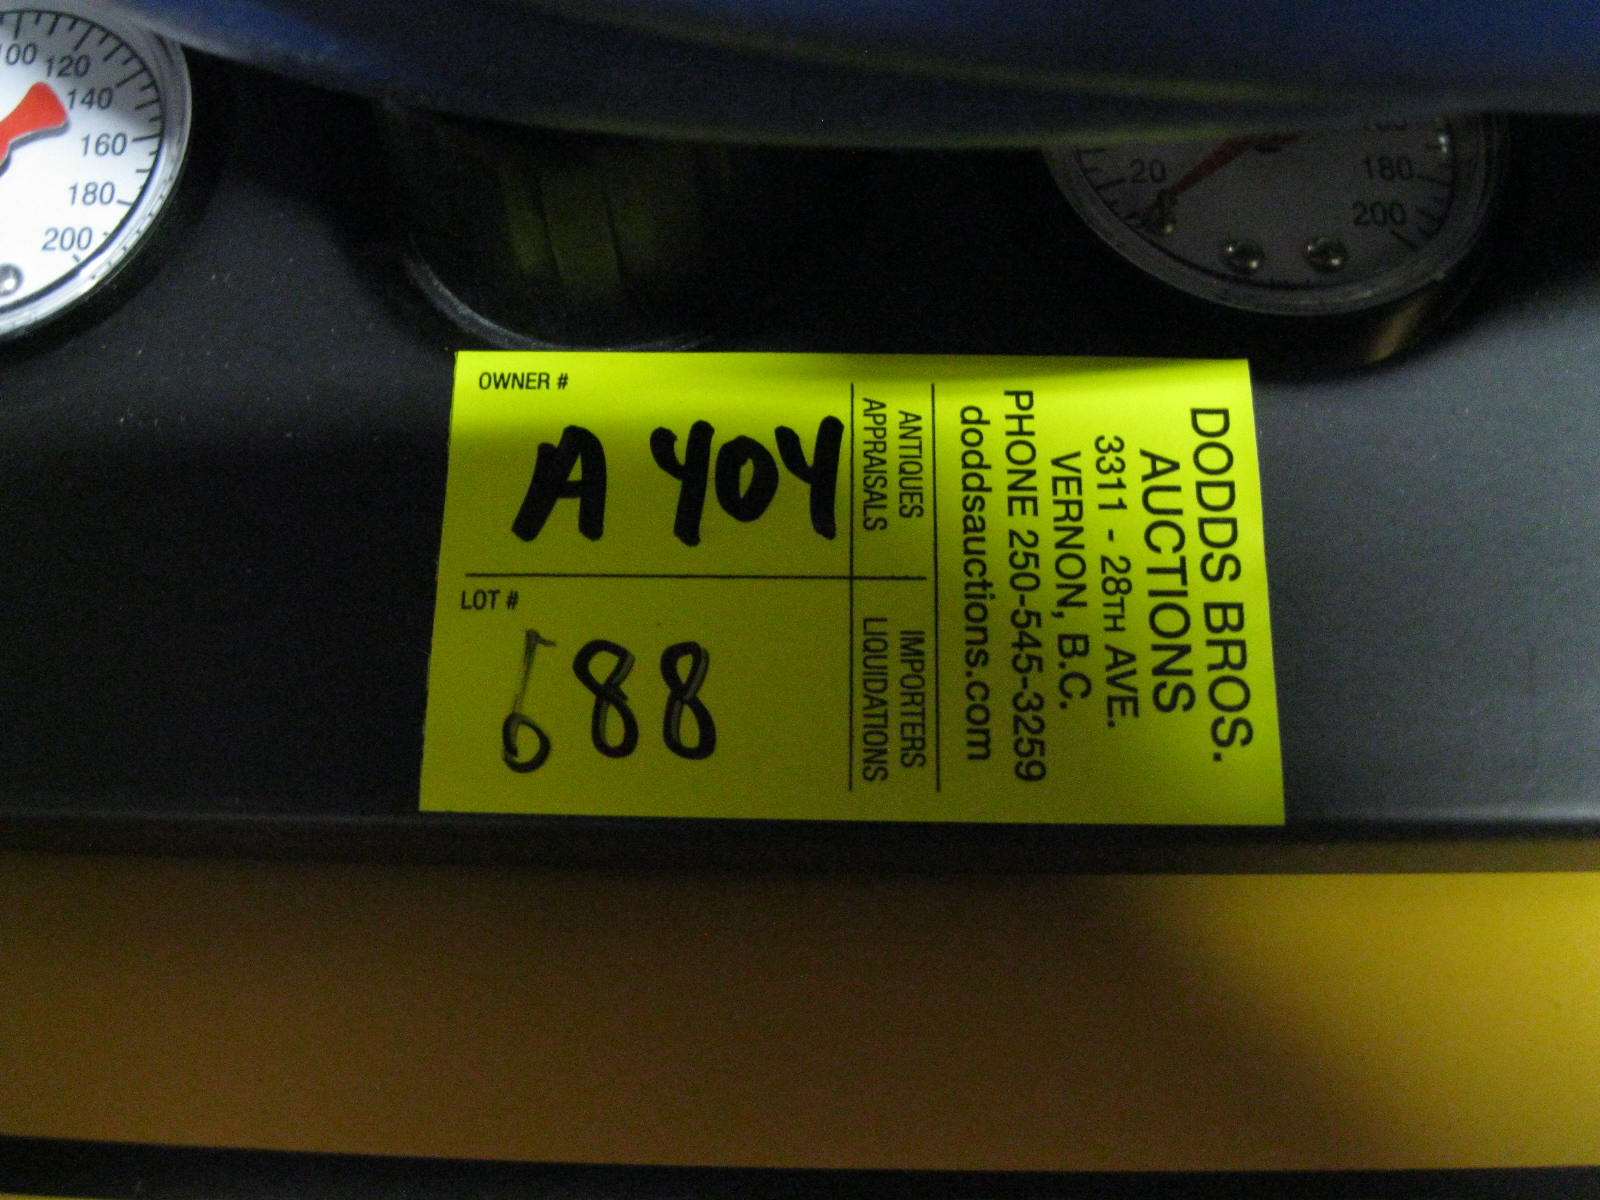 100
120
140
160
180
200
20
180
200
OWNER #
A 404
LOT #
688
ANTIQUES
APPRAISALS
IMPORTERS
LIQUIDATIONS
DODDS BROS.
AUCTIONS
3311 - 28TH AVE.
VERNON, B.C.
PHONE 250-545-3259
doddsauctions.com